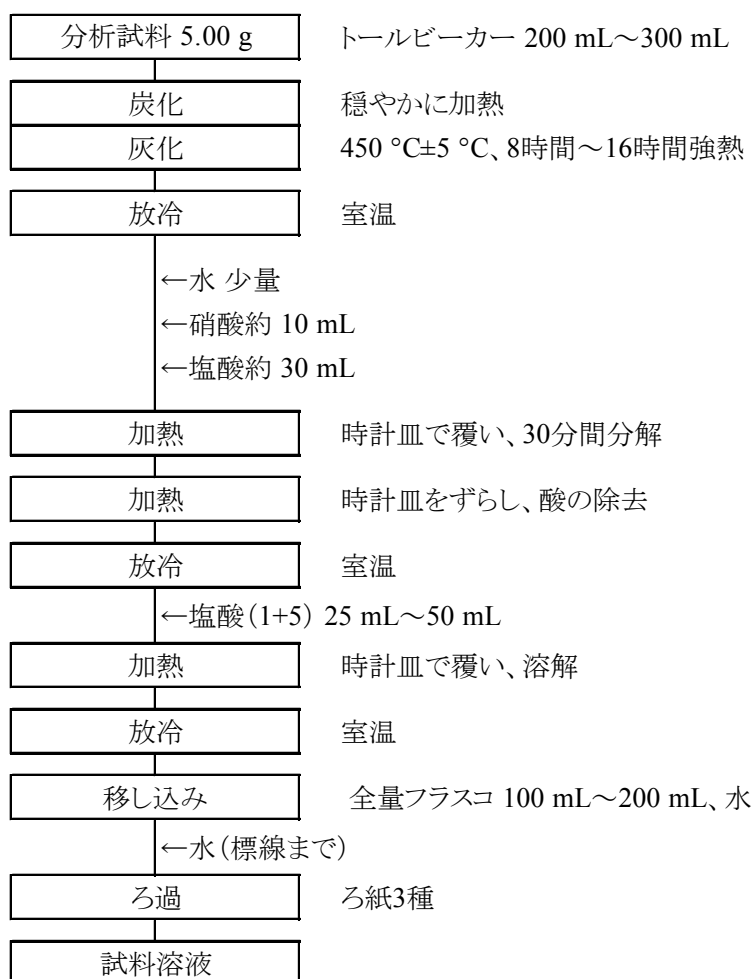 分析試料 5.00 g トールビーカー 200 mL～300 mL
炭化 穏やかに加熱
灰化 450 °C±5 °C、8時間～16時間強熱
放冷 室温
←水 少量
←硝酸約 10 mL
←塩酸約 30 mL
加熱 時計皿で覆い、30分間分解
加熱 時計皿をずらし、酸の除去
放冷 室温
←塩酸（1+5） 25 mL～50 mL
加熱 時計皿で覆い、溶解
放冷 室温
移し込み 全量フラスコ 100 mL～200 mL、水
←水（標線まで）
ろ過 ろ紙3種
試料溶液